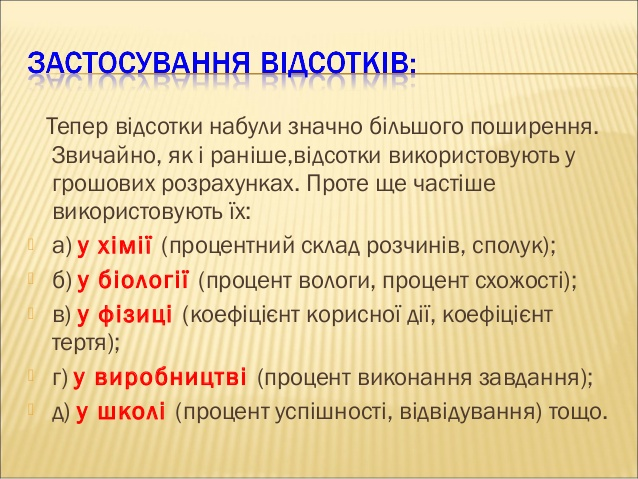 ЗАСТОСУВАННЯ ВІДСОТКІВ:
Тепер відсотки набули значно більшого поширення.
Звичайно, як і раніше,відсотки використовують у
грошових розрахунках. Проте ще частіше
використовують їх:
а) у хімії (процентний склад розчинів, сполук);
б) у біології (процент вологи, процент схожості);
в) у фізиці (коефіцієнт корисної дії, коефіцієнт
тертя);
г) у виробництві (процент виконання завдання);
д) у школі (процент успішності, відвідування) тощо.